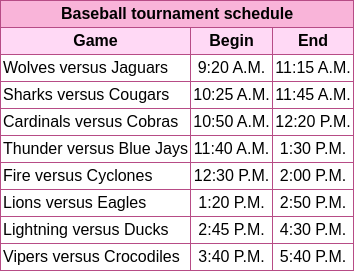 Baseball tournament schedule
Game Begin End
Wolves versus Jaguars 9:20 A.M. 11:15 A.M.
Sharks versus Cougars 10:25 A.M. 11:45 A.M.
Cardinals versus Cobras 10:50 A.M. 12:20 P.M.
Thunder versus Blue Jays 11:40 A.M. 1:30 P.M.
Fire versus Cyclones 12:30 P.M. 2:00 P.M.
Lions versus Eagles 1:20 P.M. 2:50 P.M.
Lightning versus Ducks 2:45 P.M. 4:30 P.M.
Vipers versus Crocodiles 3:40 P.M. 5:40 P.M.